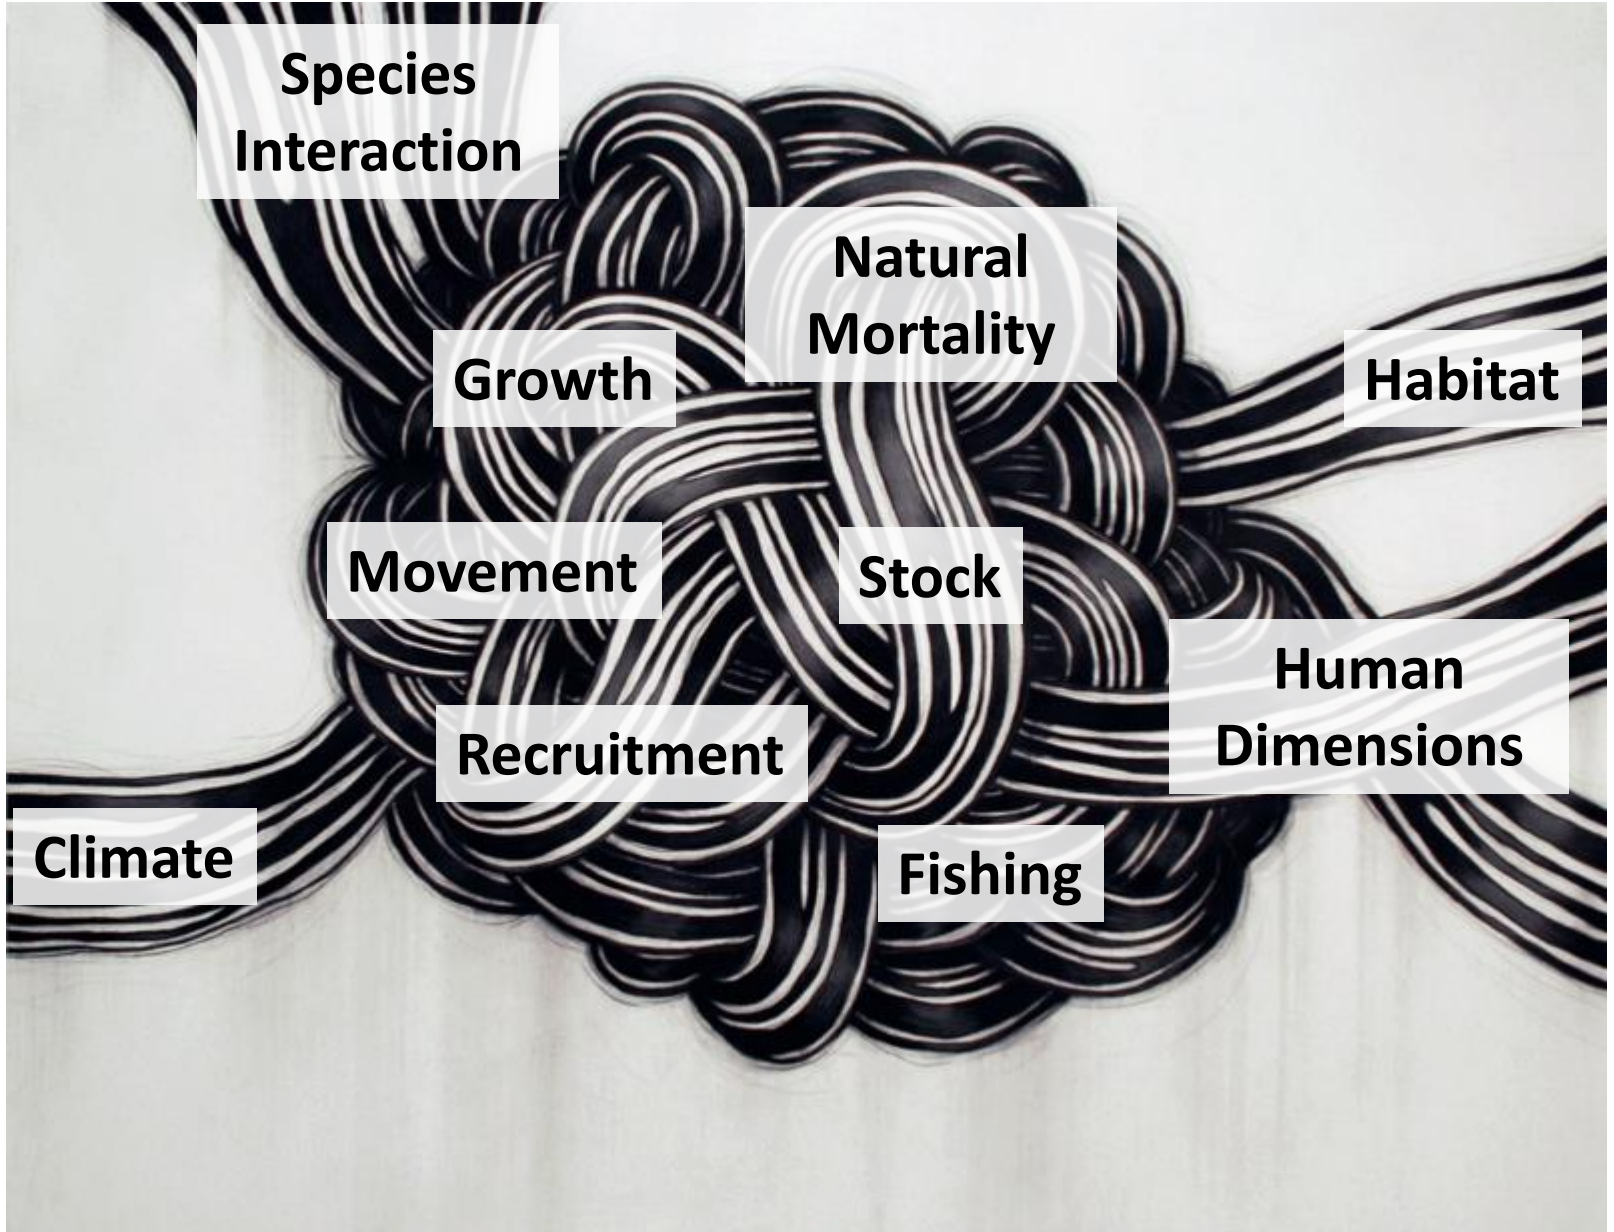 Species
Interaction
Natural
Mortality
Growth
Habitat
Movement
Stock
Human
Dimensions
Recruitment
Climate
Fishing